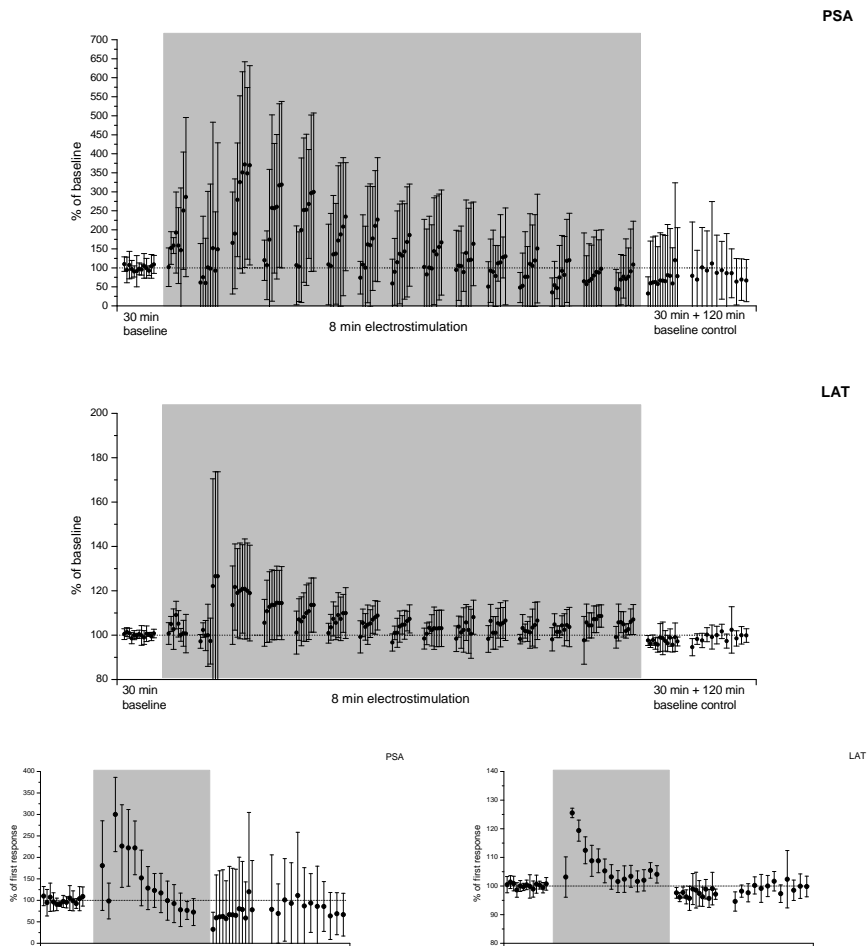 PSA
700
650
600
550
500
450
400
350
300
250
200
150
100
50
0
% of baseline
30 min
baseline
8 min electrostimulation
30 min + 120 min
baseline control
LAT
200
180
160
140
120
100
80
% of baseline
30 min
baseline
8 min electrostimulation
30 min + 120 min
baseline control
PSA
400
350
300
250
200
150
100
50
0
% of first response
LAT
140
130
120
110
100
90
80
% of first response